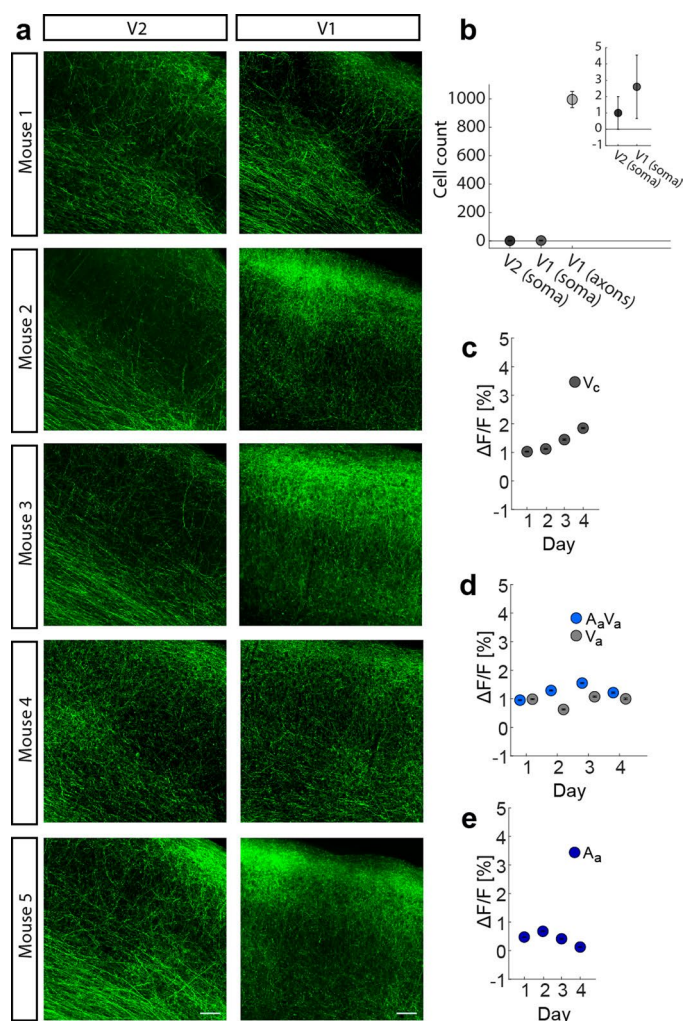 a
V2
V1
Mouse 1
Mouse 2
Mouse 3
Mouse 4
Mouse 5
b
Cell count
1000
800
600
400
200
0
V2 (soma)
V1 (soma)
V1 (axons)
5
4
3
2
1
0
-1
V2 (soma)
V1 (soma)
c
ΔF/F [%]
5
4
3
2
1
0
-1
Vc
1 2 3 4
Day
d
ΔF/F [%]
5
4
3
2
1
0
-1
AaVa
Va
1 2 3 4
Day
e
ΔF/F [%]
5
4
3
2
1
0
-1
Aa
1 2 3 4
Day